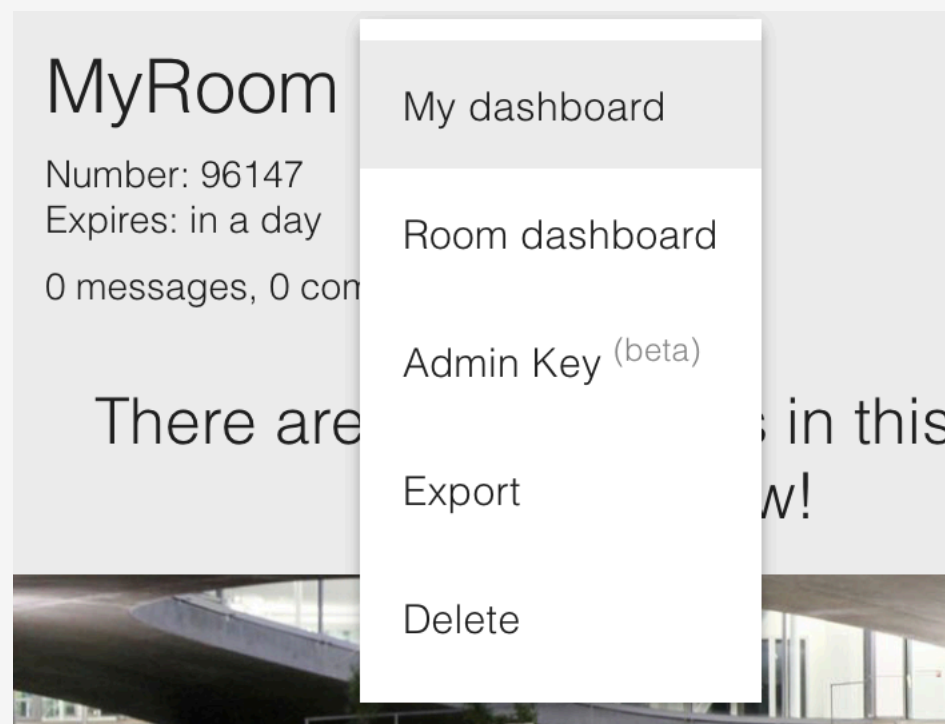 MyRoom
Number: 96147
Expires: in a day
0 messages, 0
There are in this
My dashboard
Room dashboard
Admin Key (beta)
Export
Delete